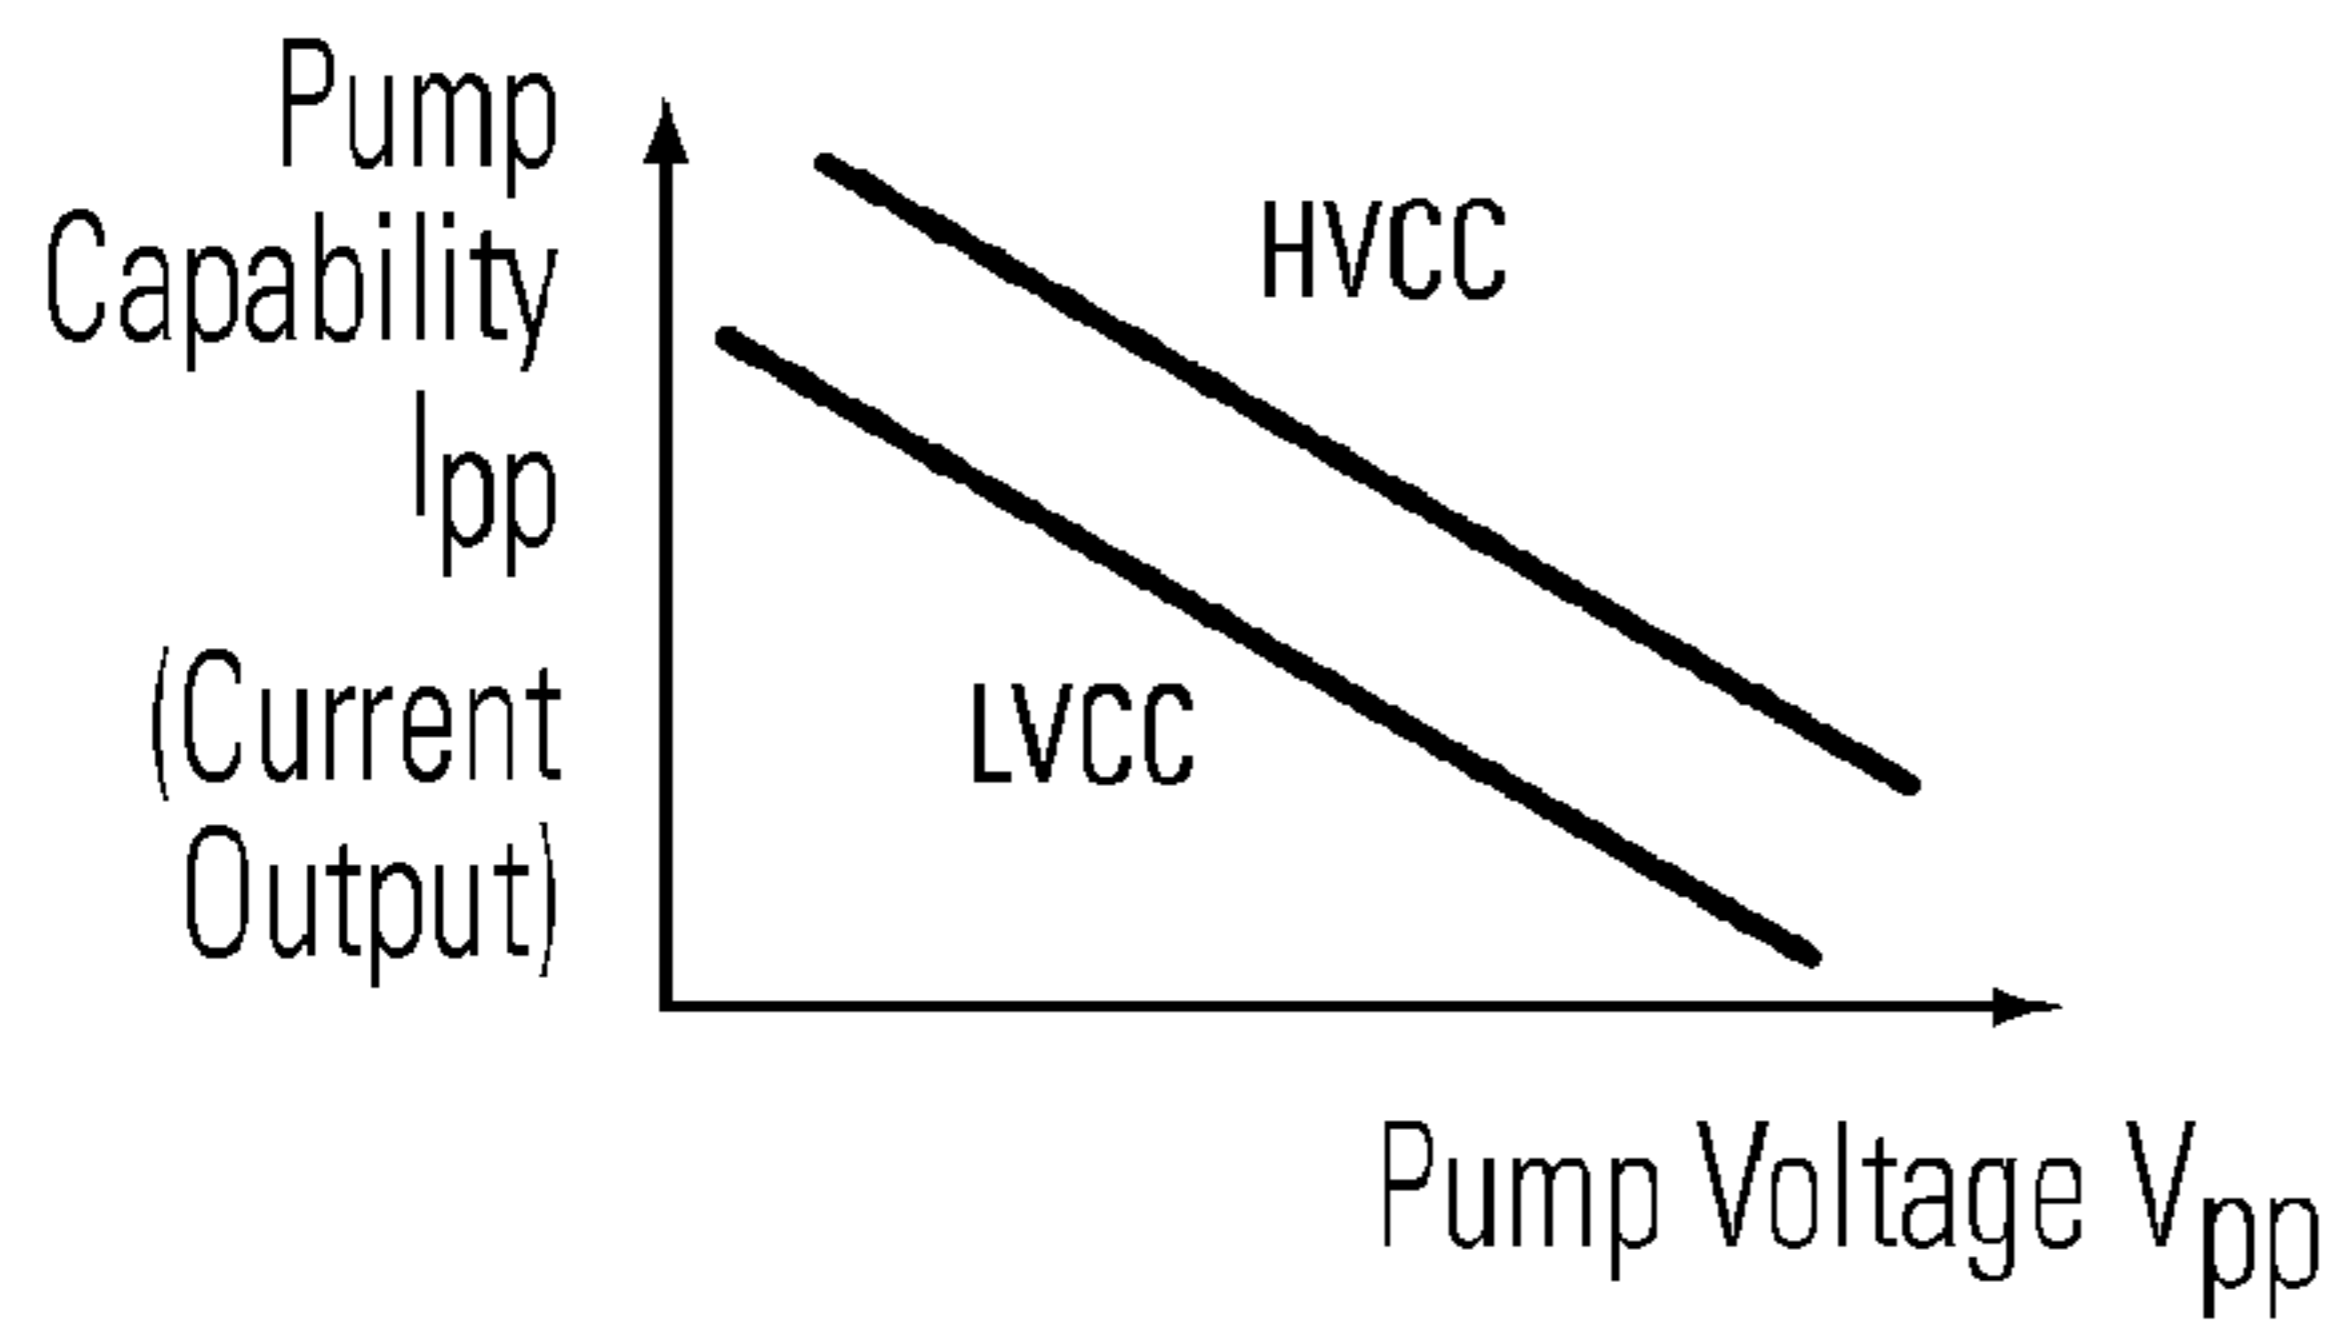 Pump
Capability
Ipp
(Current
Output)
HVCC
LVCC
Pump Voltage Vpp